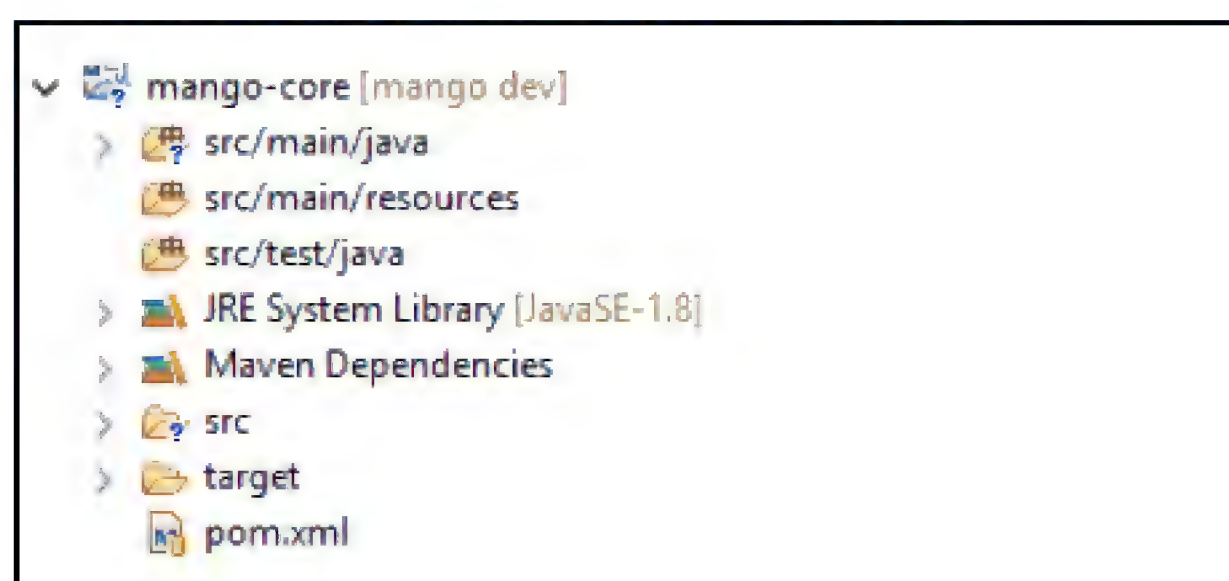 mango-core [mango dev]
src/main/java
src/main/resources
src/test/java
JRE System Library [JavaSE-1.8]
Maven Dependencies
src
target
pom.xml